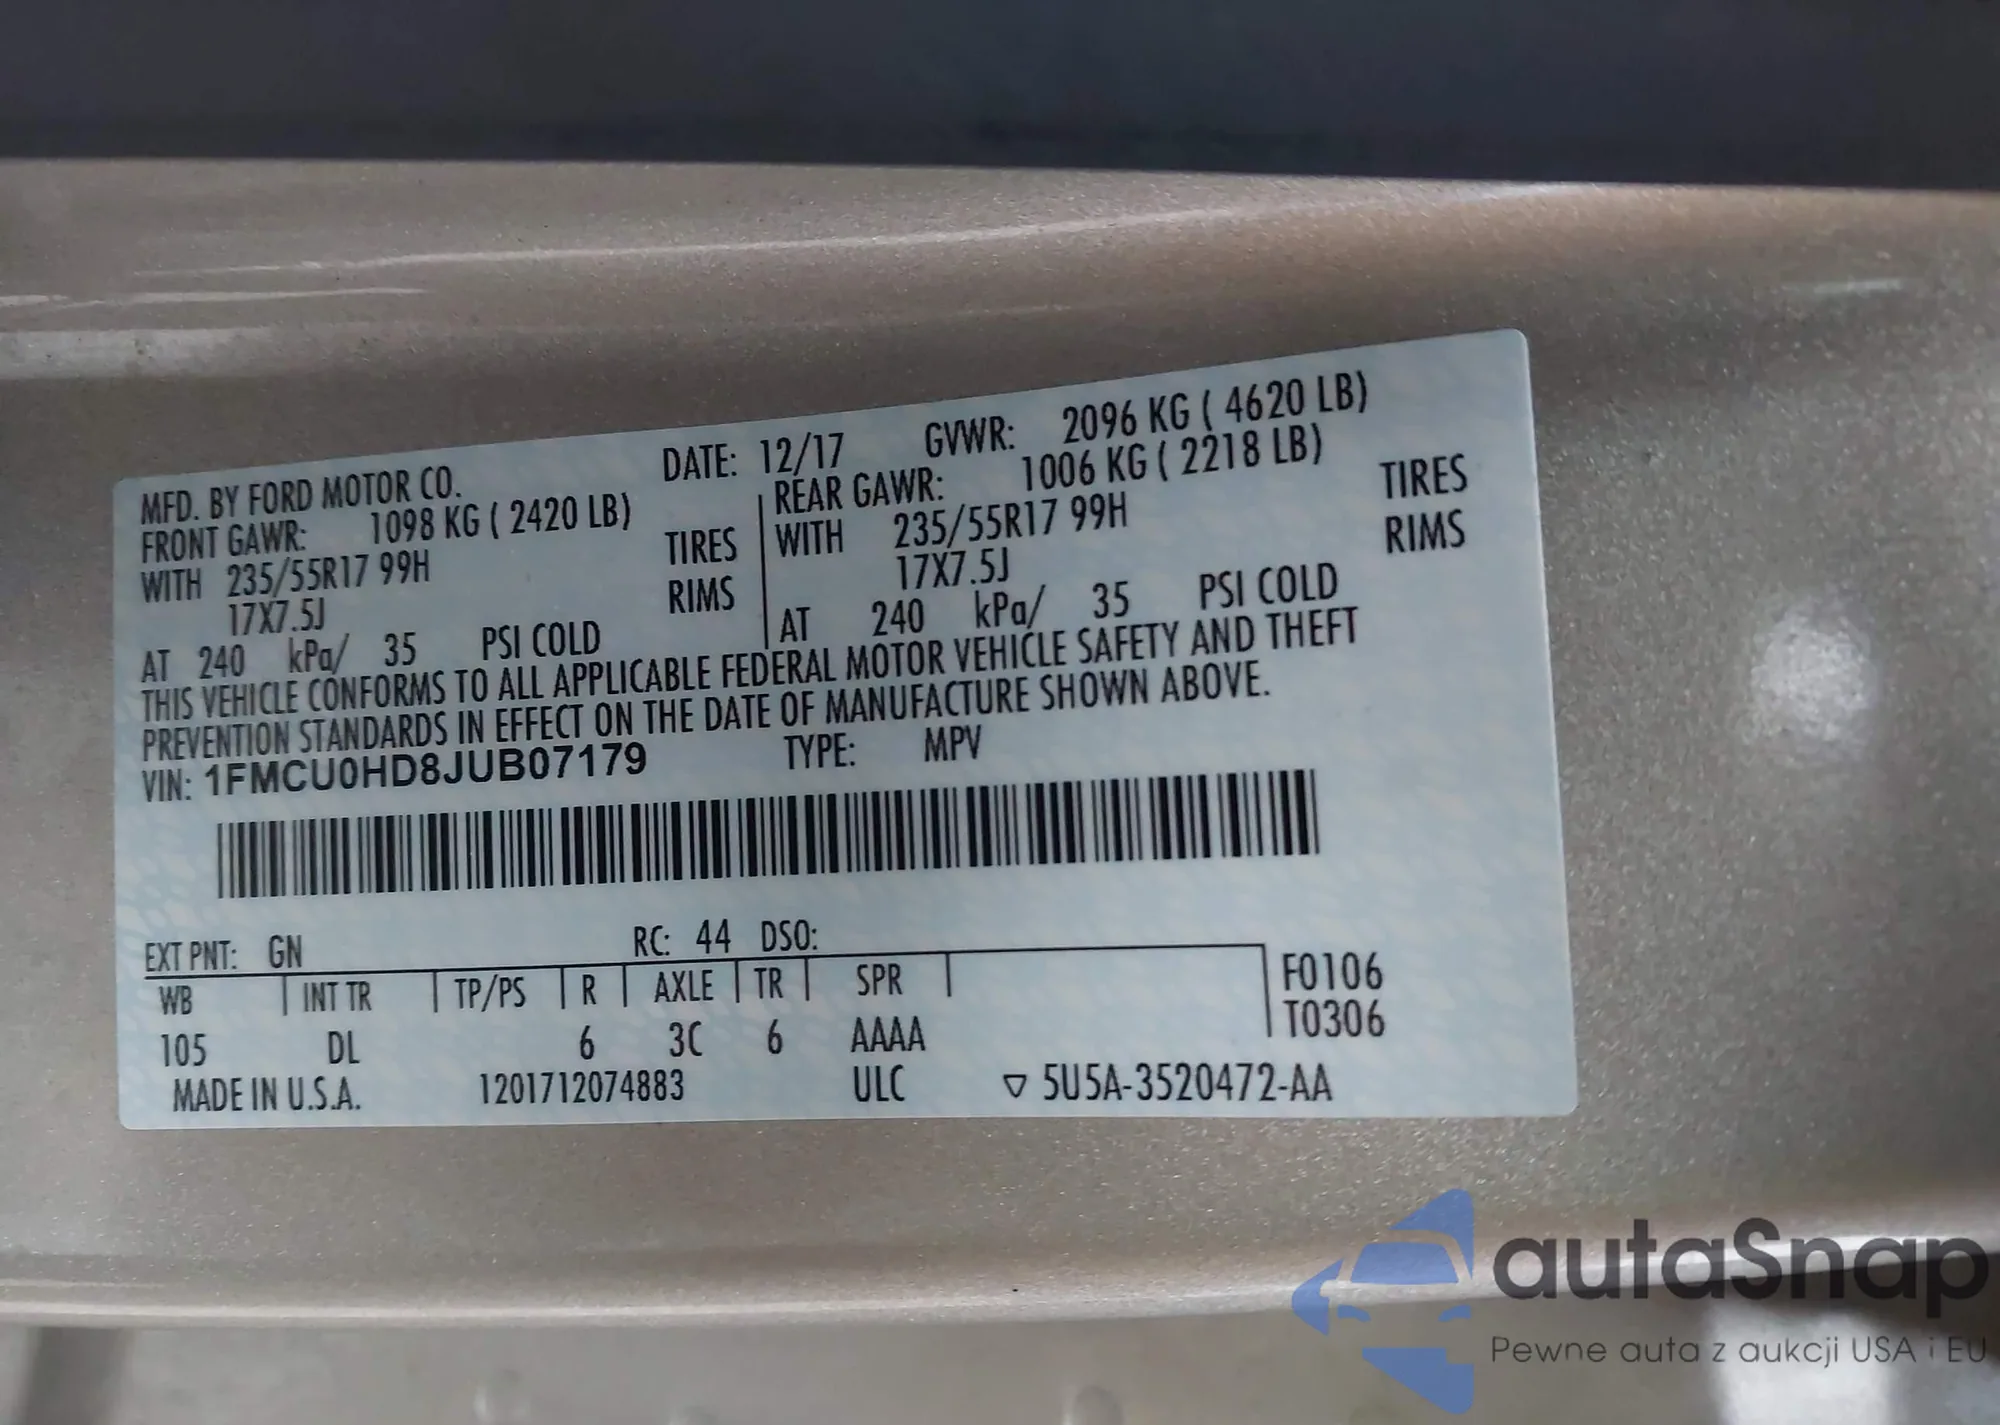 MFD. BY FORD MOTOR CO. DATE: 12/17 GVWR: 2096 KG ( 4620 LB)
FRONT GAWR: 1098 KG ( 2420 LB) REAR GAWR: 1006 KG ( 2218 LB)
WITH 235/55R17 99H TIRES WITH 235/55R17 99H TIRES
17X7.5J RIMS 17X7.5J RIMS
AT 240 kPa/ 35 PSI COLD AT 240 kPa/ 35 PSI COLD
THIS VEHICLE CONFORMS TO ALL APPLICABLE FEDERAL MOTOR VEHICLE SAFETY AND THEFT
PREVENTION STANDARDS IN EFFECT ON THE DATE OF MANUFACTURE SHOWN ABOVE.
VIN: 1FMCU0HD8JUB07179 TYPE: MPV
EXT PNT: GN RC: 44 DSO:
WB INT TR TP/PS R AXLE TR SPR F0106
105 DL 6 3C 6 AAAA T0306
MADE IN U.S.A. 1201712074883 ULC ▽ 5U5A-3520472-AA
autaSnap
Pewne auta z aukcji USA i EU